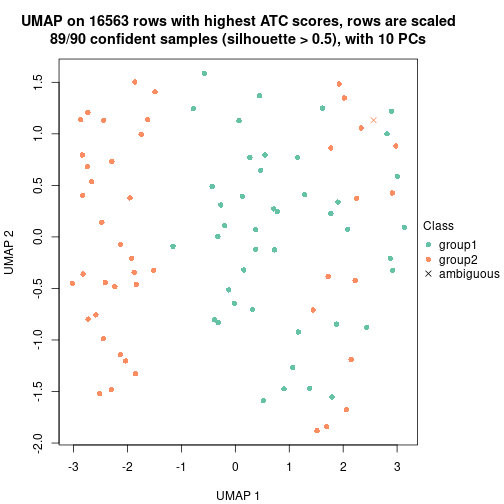 UMAP on 16563 rows with highest ATC scores, rows are scaled
89/90 confident samples (silhouette > 0.5), with 10 PCs
1.5
1.0
0.5
0.0
-0.5
-1.0
-1.5
-2.0
UMAP 2
-3 -2 -1 0 1 2 3
UMAP 1
Class
group1
group2
ambiguous